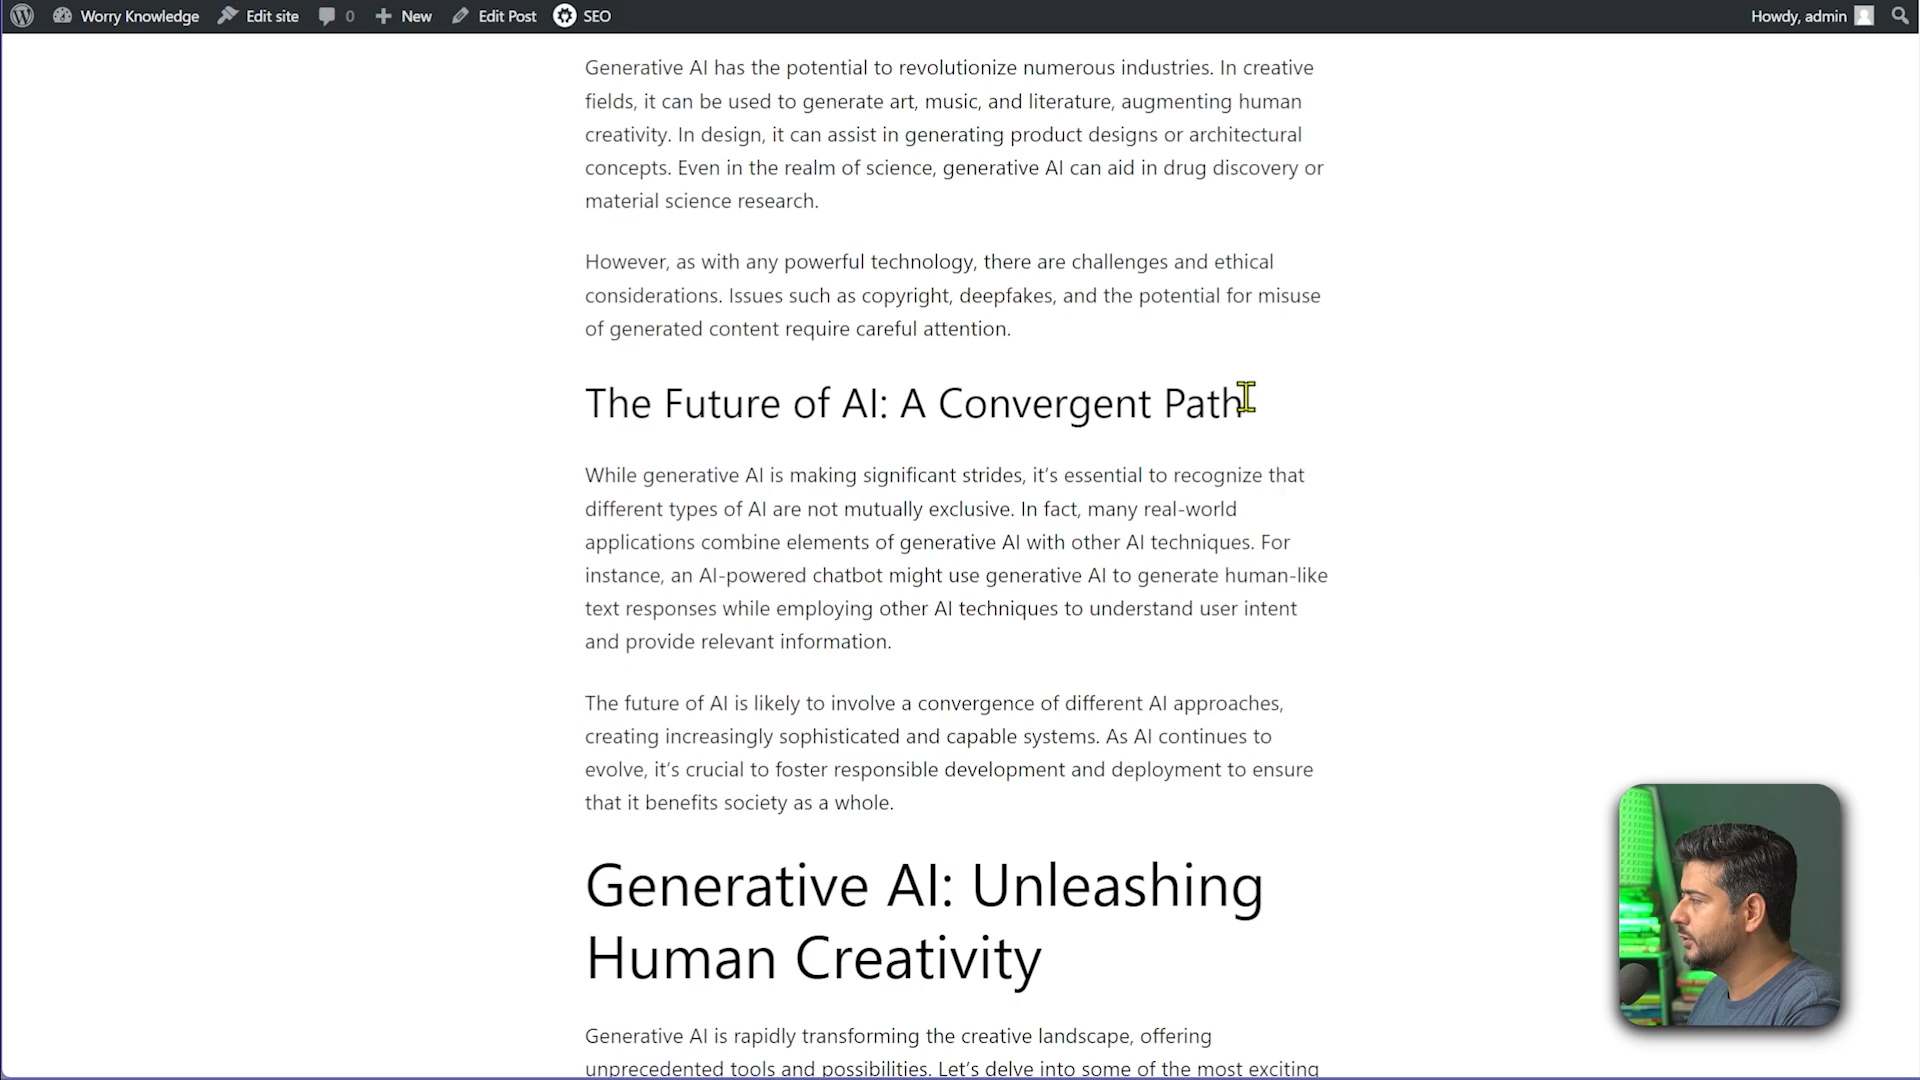 Worry Knowledge Edit site 0 New Edit Post SEO Howdy, admin
Generative AI has the potential to revolutionize numerous industries. In creative
fields, it can be used to generate art, music, and literature, augmenting human
creativity. In design, it can assist in generating product designs or architectural
concepts. Even in the realm of science, generative AI can aid in drug discovery or
material science research.
However, as with any powerful technology, there are challenges and ethical
considerations. Issues such as copyright, deepfakes, and the potential for misuse
of generated content require careful attention.
The Future of AI: A Convergent Path
While generative AI is making significant strides, it’s essential to recognize that
different types of AI are not mutually exclusive. In fact, many real-world
applications combine elements of generative AI with other AI techniques. For
instance, an AI-powered chatbot might use generative AI to generate human-like
text responses while employing other AI techniques to understand user intent
and provide relevant information.
The future of AI is likely to involve a convergence of different AI approaches,
creating increasingly sophisticated and capable systems. As AI continues to
evolve, it’s crucial to foster responsible development and deployment to ensure
that it benefits society as a whole.
Generative AI: Unleashing
Human Creativity
Generative AI is rapidly transforming the creative landscape, offering
unprecedented tools and possibilities. Let’s delve into some of the most exciting